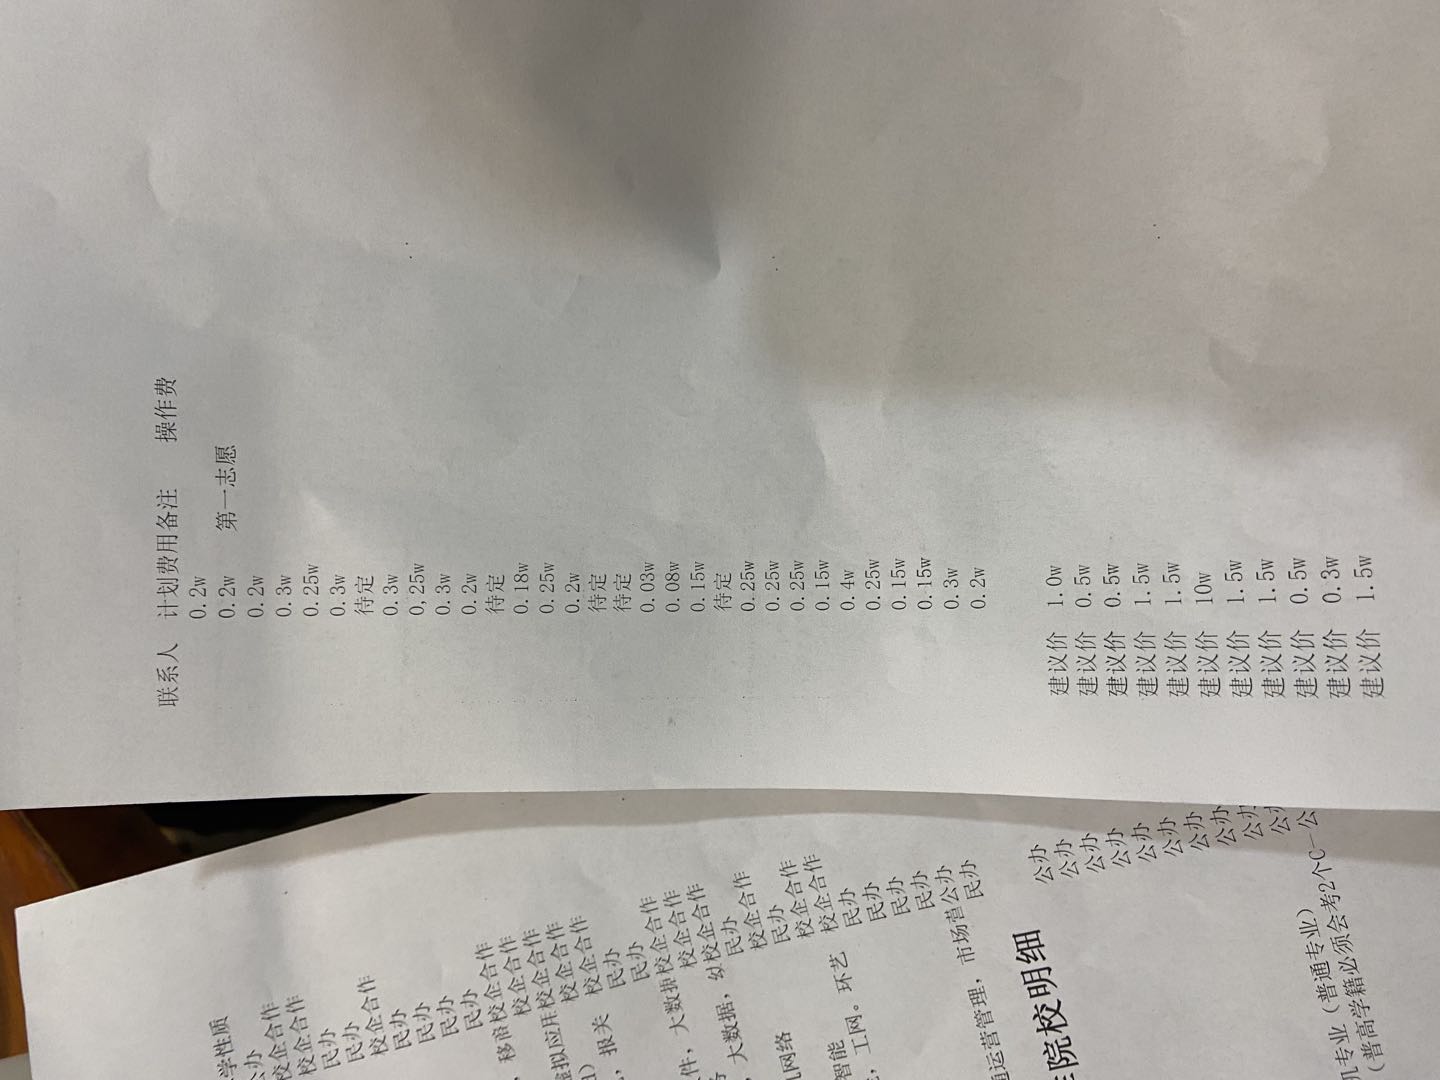 学性质
公办
校企合作
校企合作
民办
民办
校企合作
民办
民办
民办
民办
，移商校企合作
校企合作
虚拟应用校企合作
校企合作
，报关 校企合作
民办
民办
件，大数据校企合作
校企合作
，大数据，幼校企合作
民办
校企合作
机网络 民办
校企合作
智能 校企合作
，工网。环艺 民办
民办
民办
民办
通运营管理，市场营公办
民办
院校明细
公办
公办
公办
公办
公办
公办
公办
公办
公办
公办
机专业（普通专业）
（普高学籍必须会考2个C-公
联系人 计划费用备注 操作费
0.2w
0.2w 第一志愿
0.2w
0.3w
0.25w
0.3w
待定
0.3w
0,25w
0.3w
0.2w
待定
0.18w
0.25w
0.2w
待定
待定
0.03w
0.08w
0.15w
待定
0.25w
0.25w
0.25w
0.15w
0.4w
0.25w
0.15w
0.15w
0.3w
0.2w
建议价 1.0w
建议价 0.5w
建议价 0.5w
建议价 1.5w
建议价 1.5w
建议价 10w
建议价 1.5w
建议价 1.5w
建议价 0.5w
建议价 0.3w
建议价 1.5w